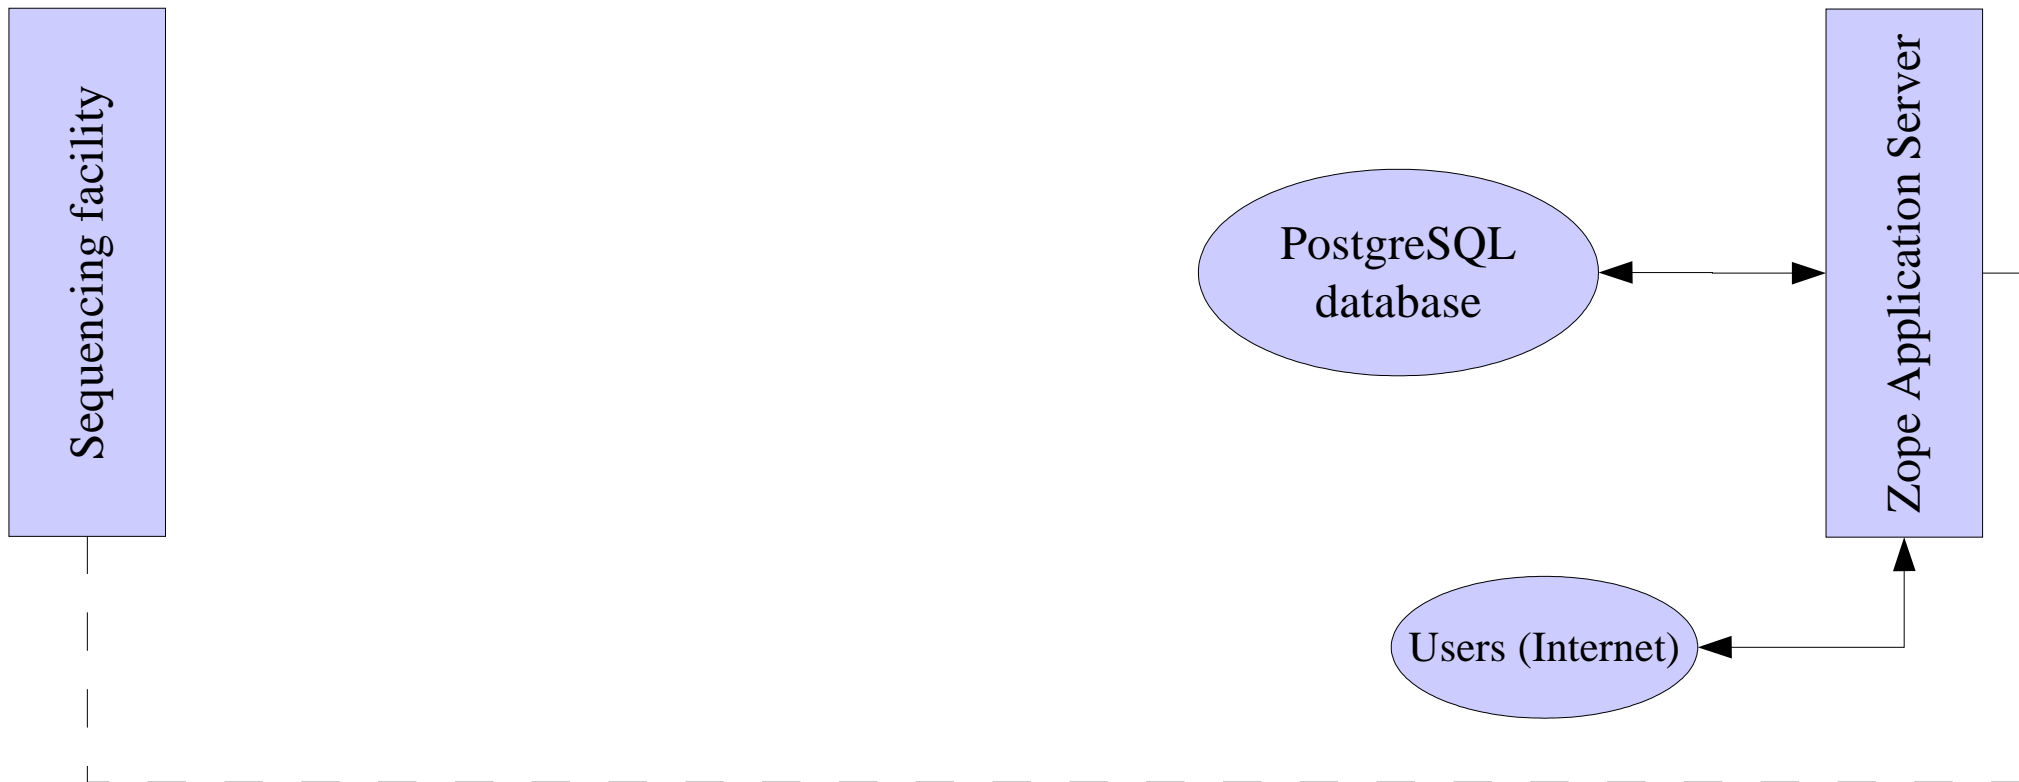 Sequencing facility
PostgreSQL
database
Zope Application Server
Users (Internet)